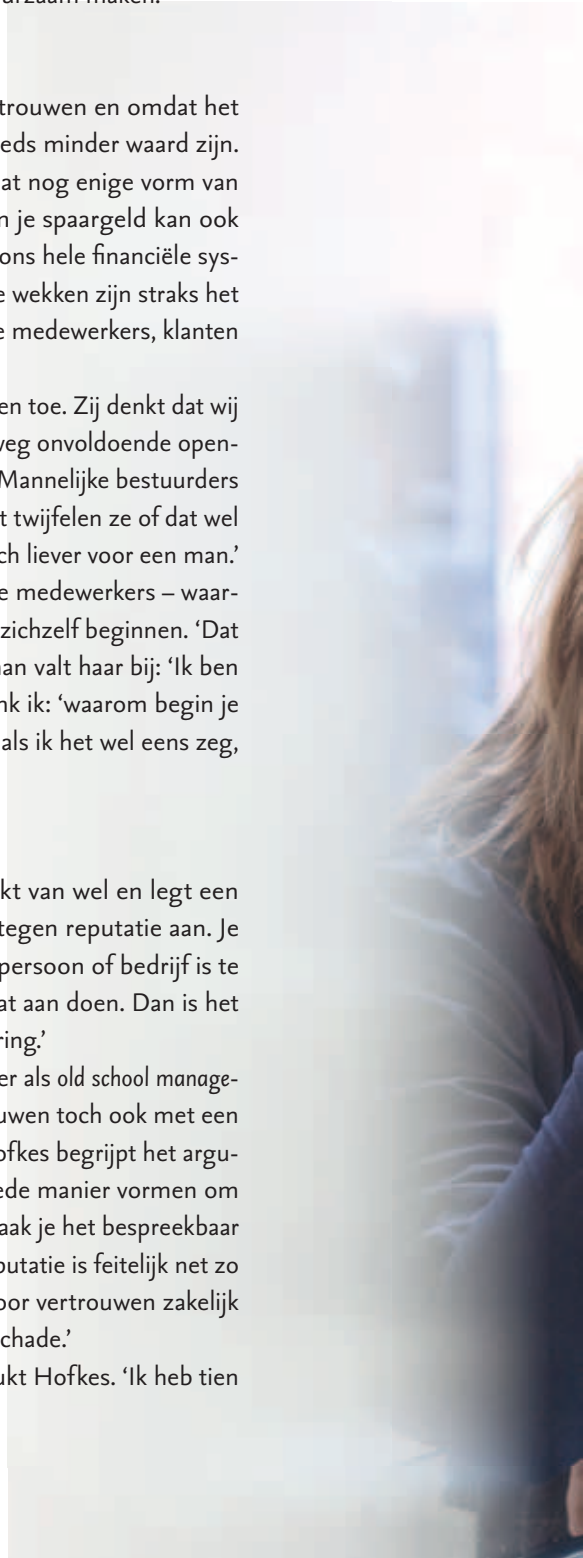 trouwen en omdat het
eds minder waard zijn.
at nog enige vorm van
n je spaargeld kan ook
ons hele financiële sys-
e wekken zijn straks het
e medewerkers, klanten
en toe. Zij denkt dat wij
weg onvoldoende open-
Mannelijke bestuurders
t twijfelen ze of dat wel
ch liever voor een man.’
e medewerkers – waar-
zichzelf beginnen. ‘Dat
an valt haar bij: ‘Ik ben
nk ik: ‘waarom begin je
als ik het wel eens zeg,
kt van wel en legt een
tegen reputatie aan. Je
persoon of bedrijf is te
at aan doen. Dan is het
ring.’
er als old school manage-
uwen toch ook met een
ofkes begrijpt het argu-
ede manier vormen om
aak je het bespreekbaar
putatie is feitelijk net zo
oor vertrouwen zakelijk
chade.’
ukt Hofkes. ‘Ik heb tien